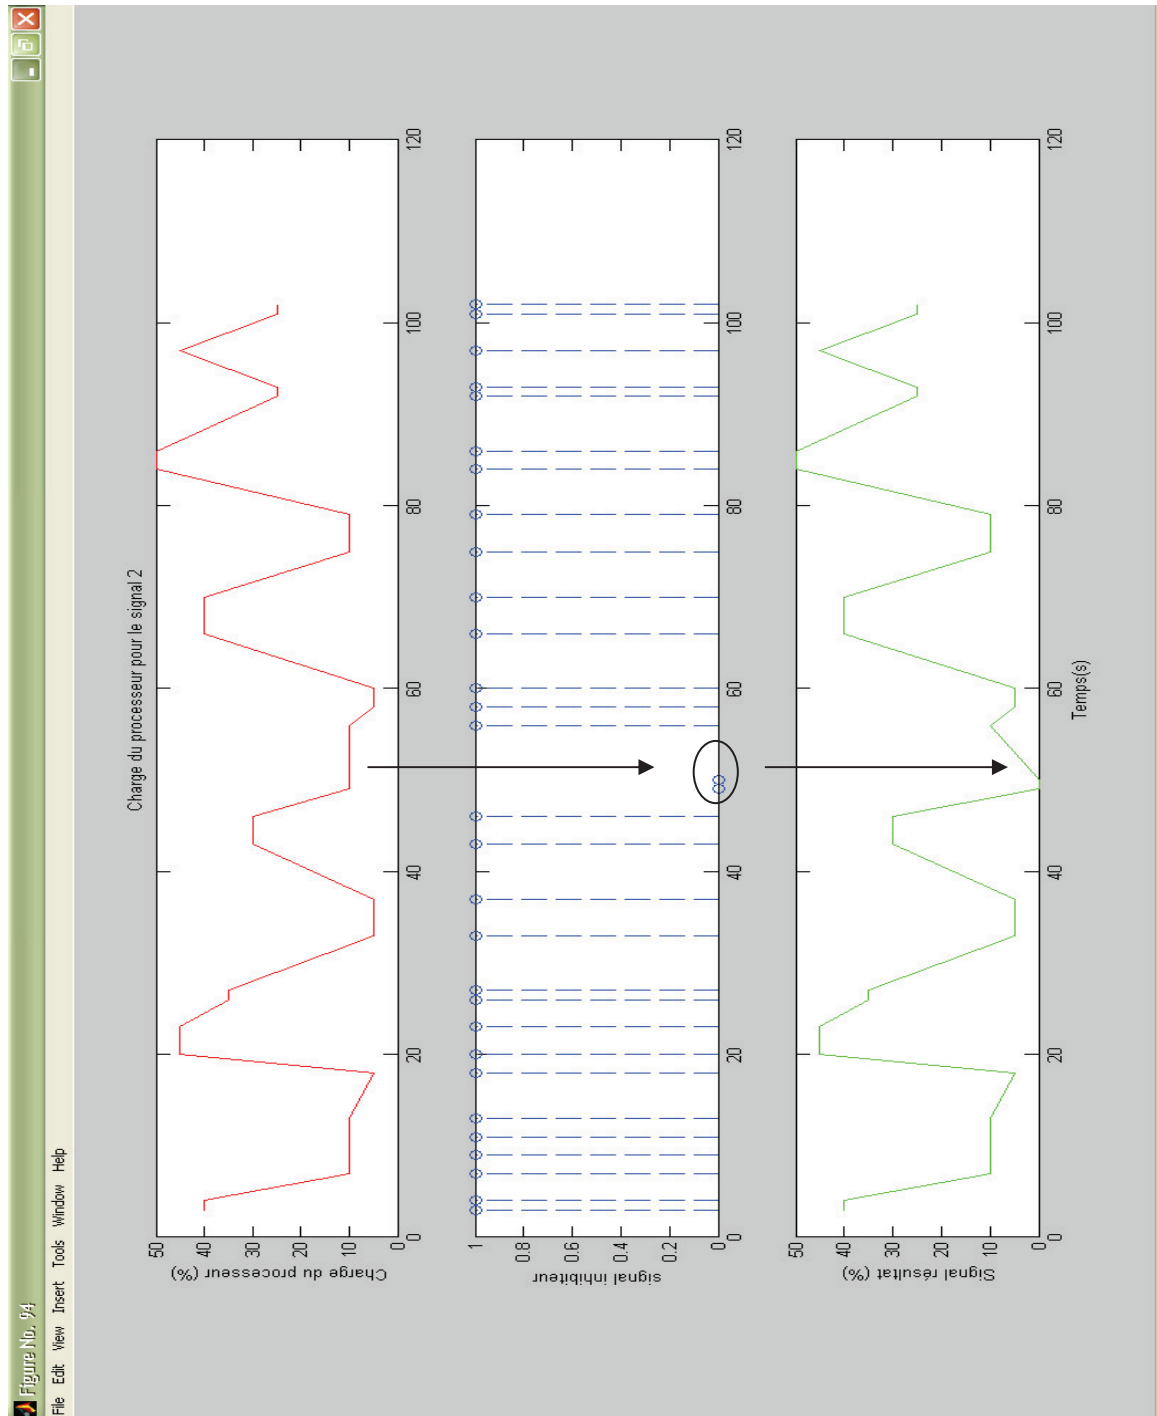 Figure No. 94
File Edit View Insert Tools Window Help
Charge du processeur pour le signal 2
Charge du processeur (%)
50
40
30
20
10
0
0 20 40 60 80 100 120
signal inhibiteur
1
0.8
0.6
0.4
0.2
0
0 20 40 60 80 100 120
Signal résultat (%)
50
40
30
20
10
0
0 20 40 60 80 100 120
Temps(s)